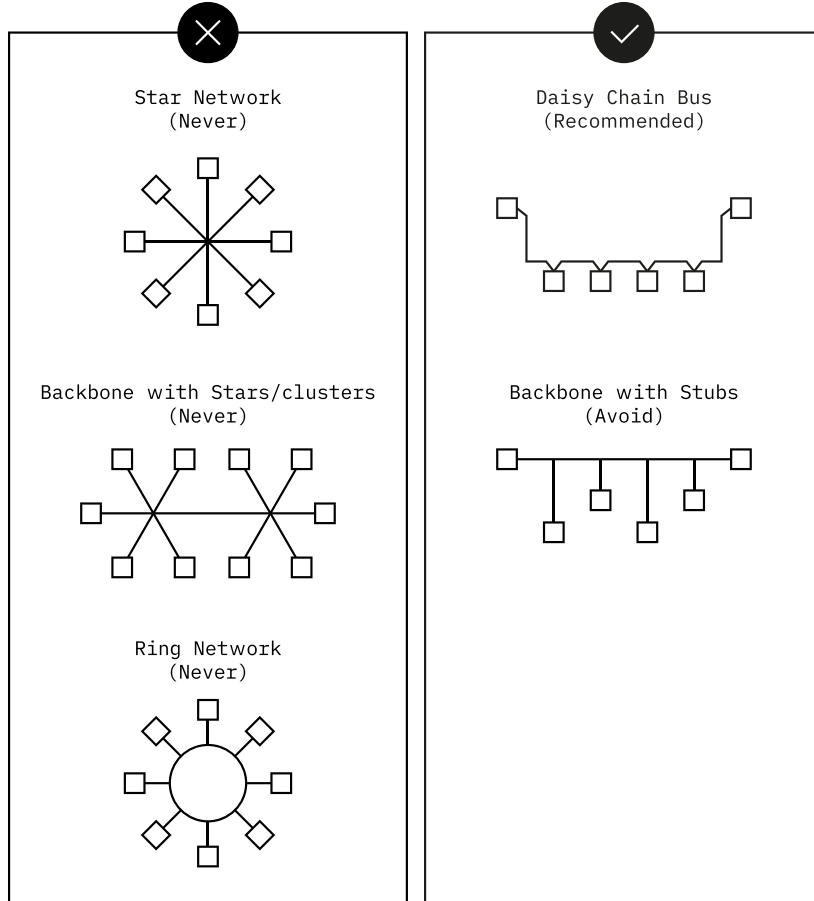 Star Network
(Never)
Backbone with Stars/clusters
(Never)
Ring Network
(Never)
Daisy Chain Bus
(Recommended)
Backbone with Stubs
(Avoid)